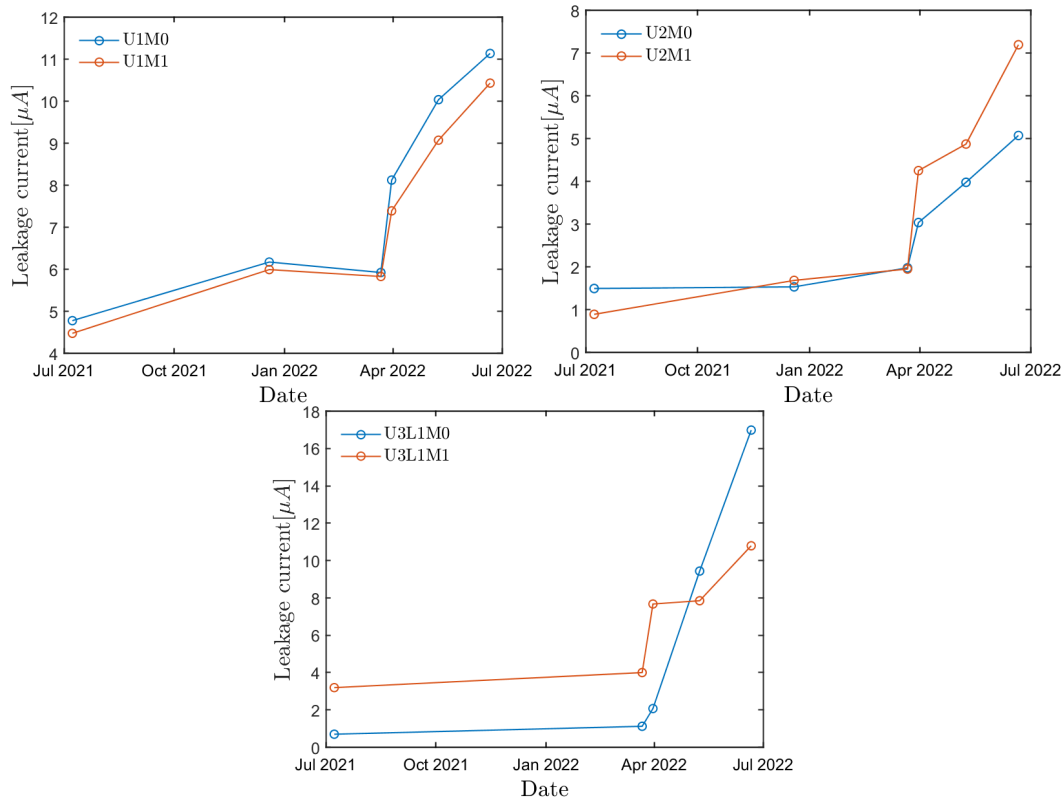 12
11
10
9
8
7
6
5
4
Leakage current[μA]
U1M0
U1M1
Jul 2021
Oct 2021
Jan 2022
Apr 2022
Jul 2022
Date
8
7
6
5
4
3
2
1
0
Leakage current[μA]
U2M0
U2M1
Jul 2021
Oct 2021
Jan 2022
Apr 2022
Jul 2022
Date
18
16
14
12
10
8
6
4
2
0
Leakage current[μA]
U3L1M0
U3L1M1
Jul 2021
Oct 2021
Jan 2022
Apr 2022
Jul 2022
Date